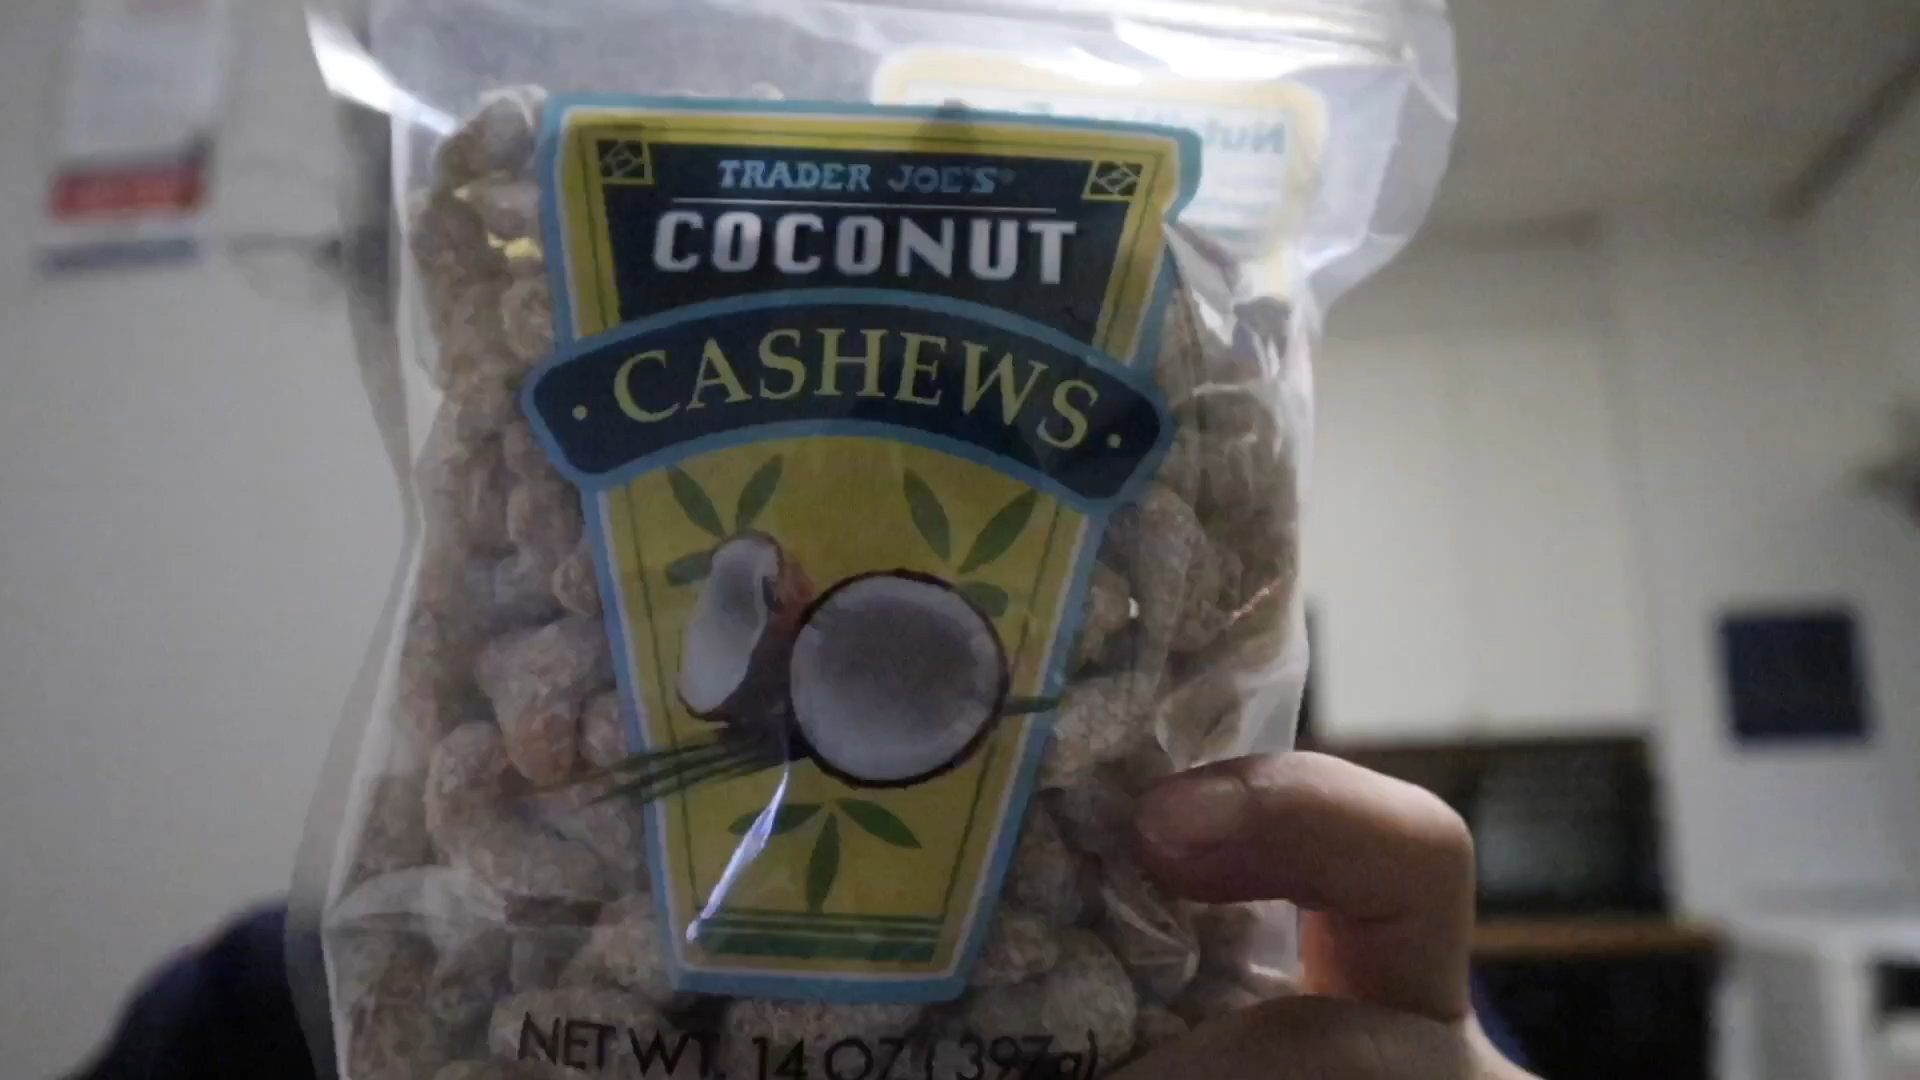 TRADER JOE'S®
COCONUT
· CASHEWS ·
NET WT. 14 OZ (397g)